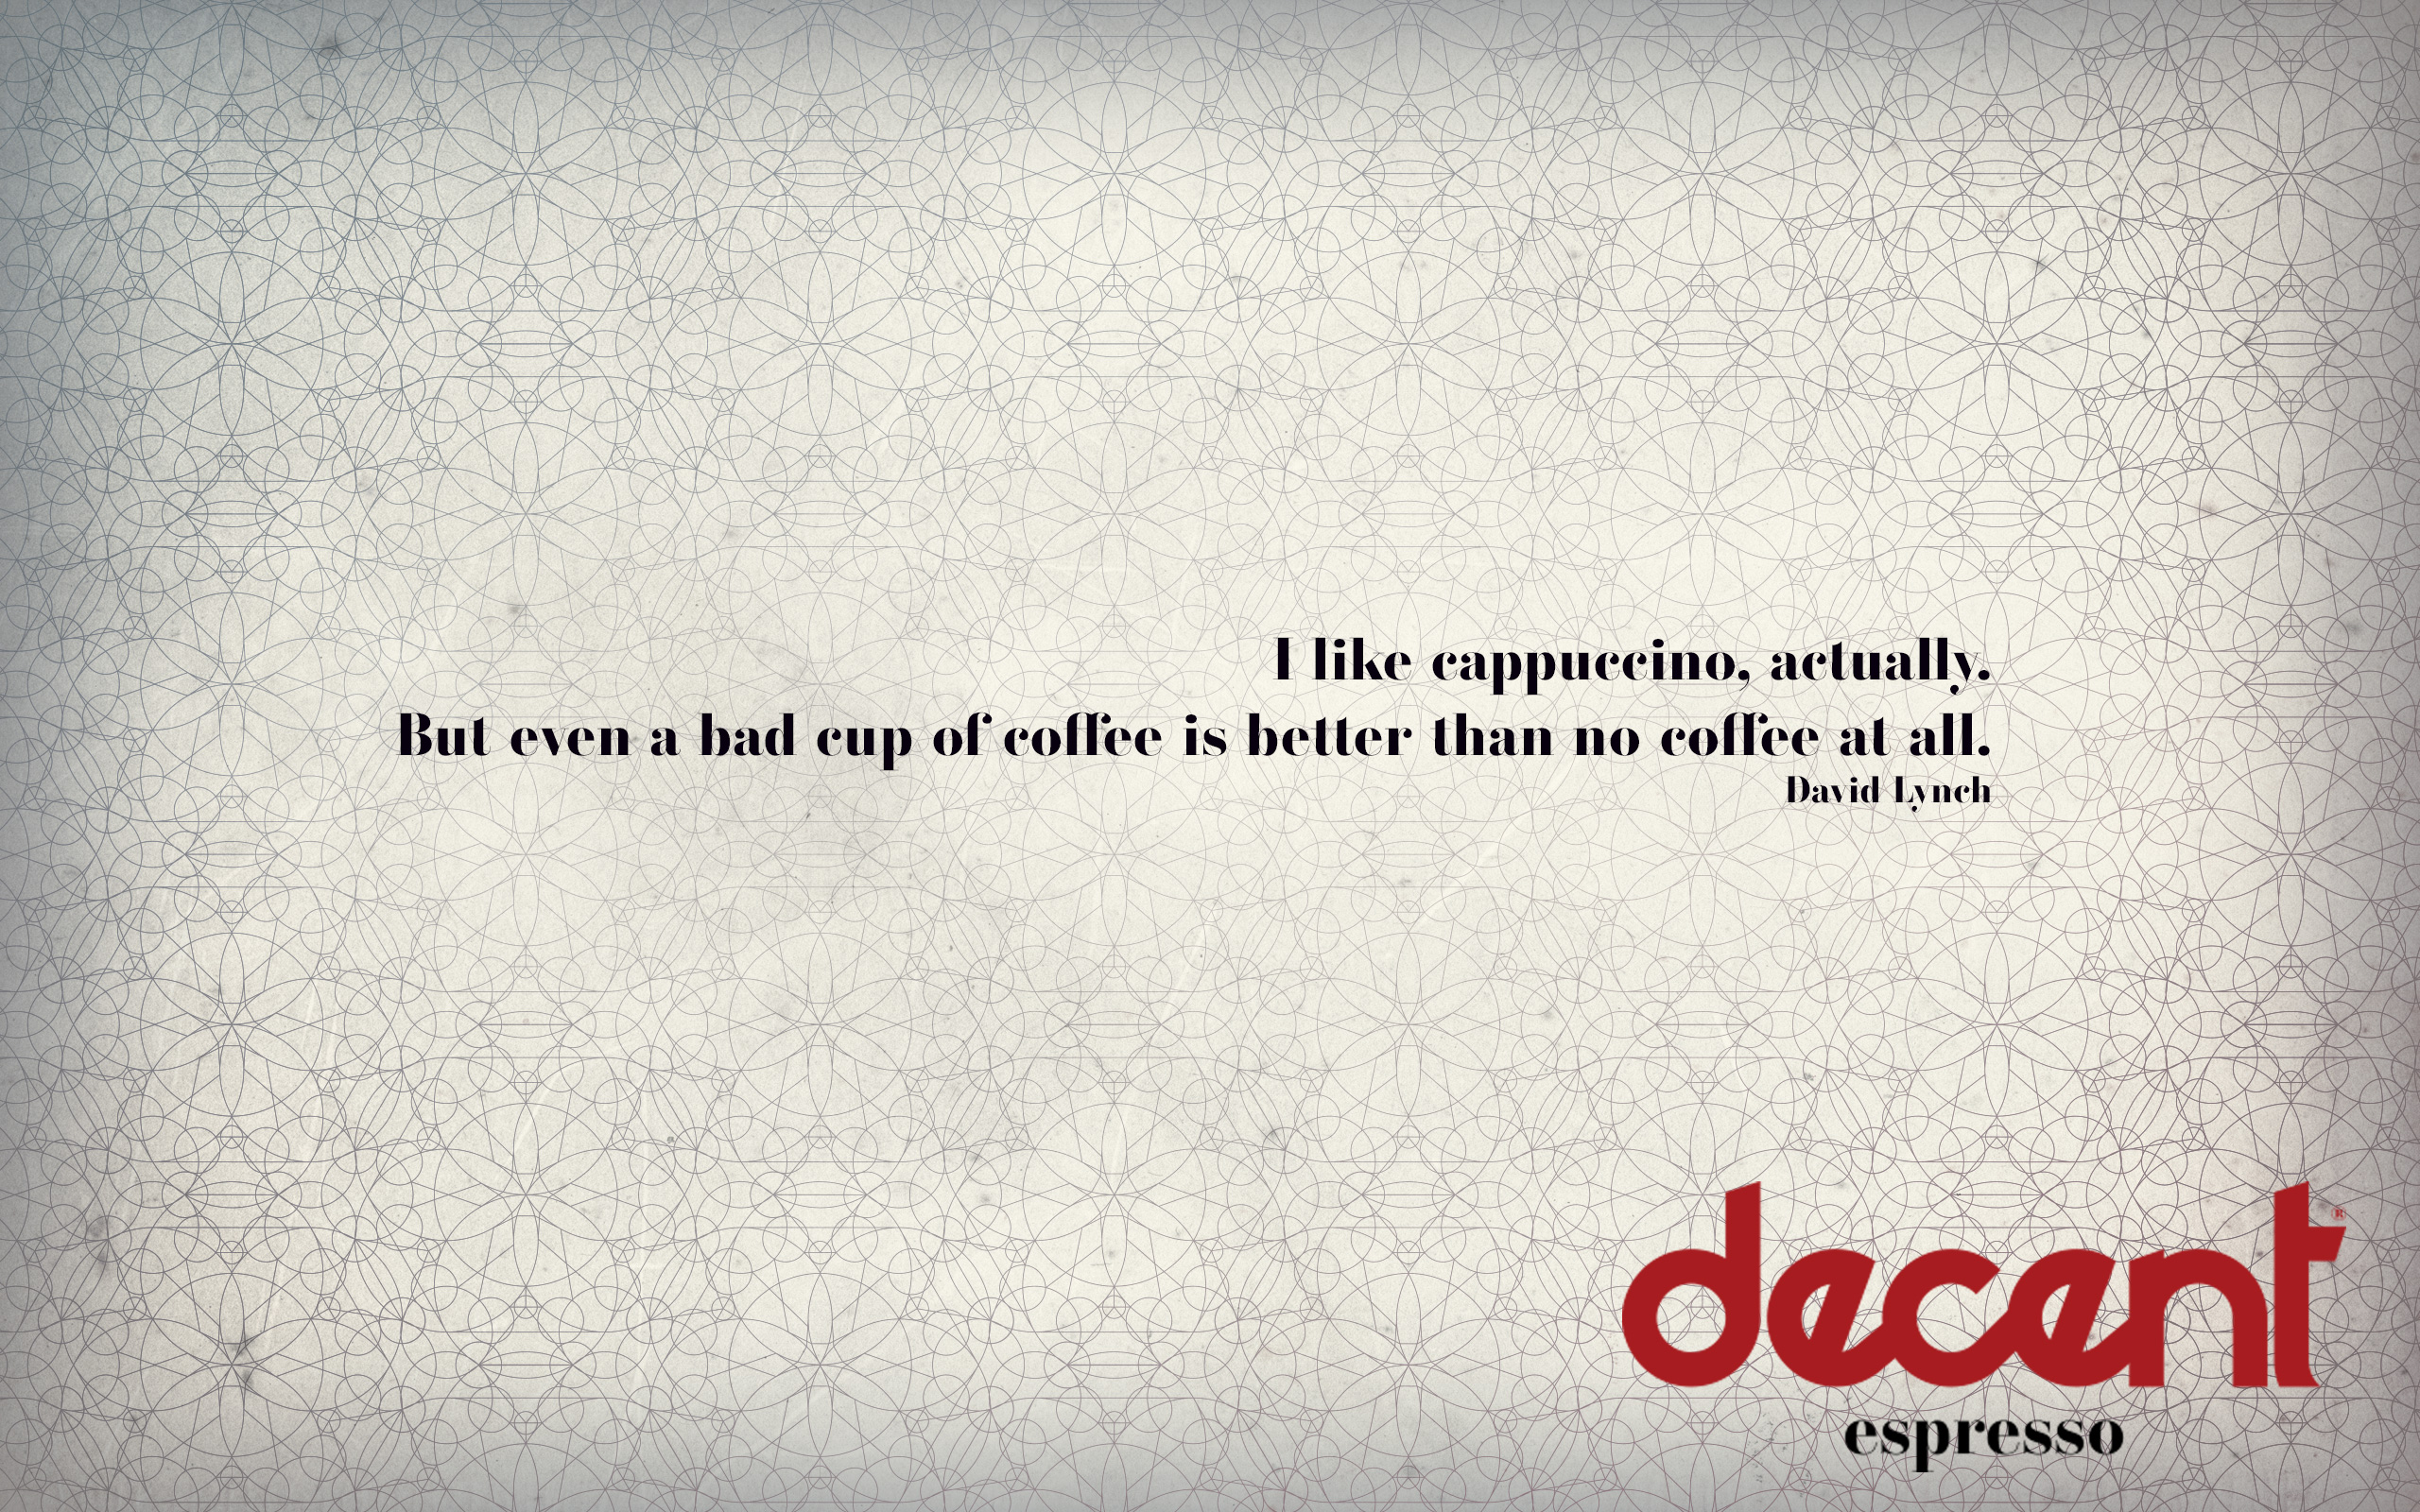 I like cappuccino, actually.
But even a bad cup of coffee is better than no coffee at all.
David Lynch
decent®
espresso